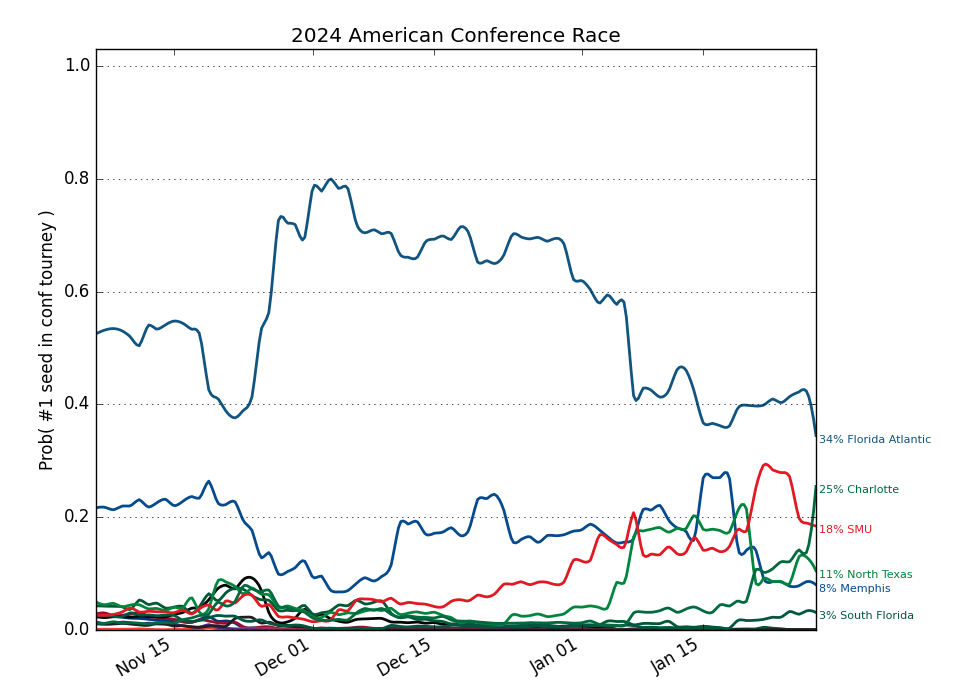 2024 American Conference Race
Prob( #1 seed in conf tourney )
1.0
0.8
0.6
0.4
0.2
0.0
Nov 15
Dec 01
Dec 15
Jan 01
Jan 15
34% Florida Atlantic
25% Charlotte
18% SMU
11% North Texas
8% Memphis
3% South Florida